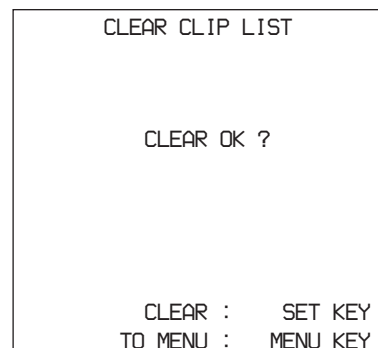 CLEAR CLIP LIST
CLEAR OK ?
CLEAR : SET KEY
TO MENU : MENU KEY